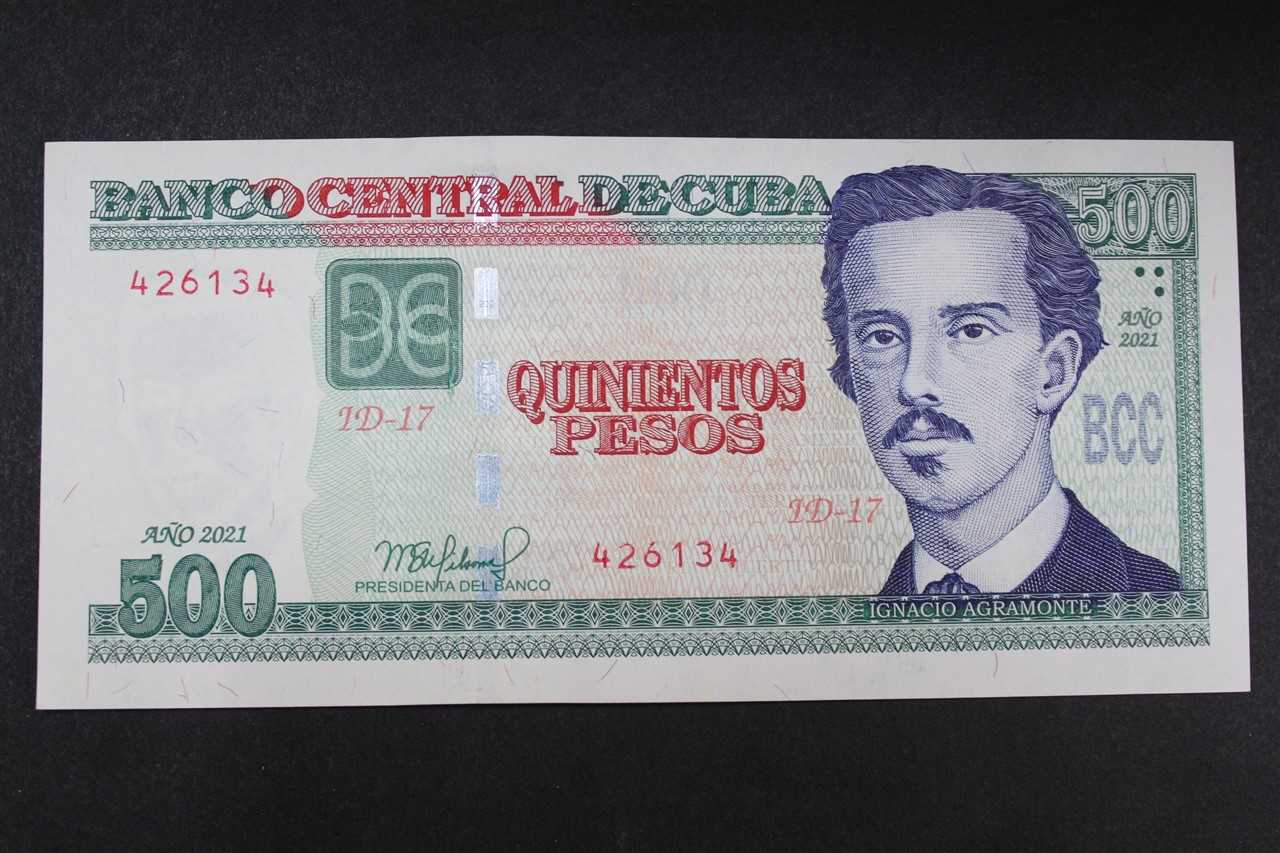 BANCO CENTRAL DE CUBA
500
426134
AÑO
2021
QUINIENTOS
PESOS
BCC
ID-17
ID-17
AÑO 2021
426134
500
PRESIDENTA DEL BANCO
IGNACIO AGRAMONTE